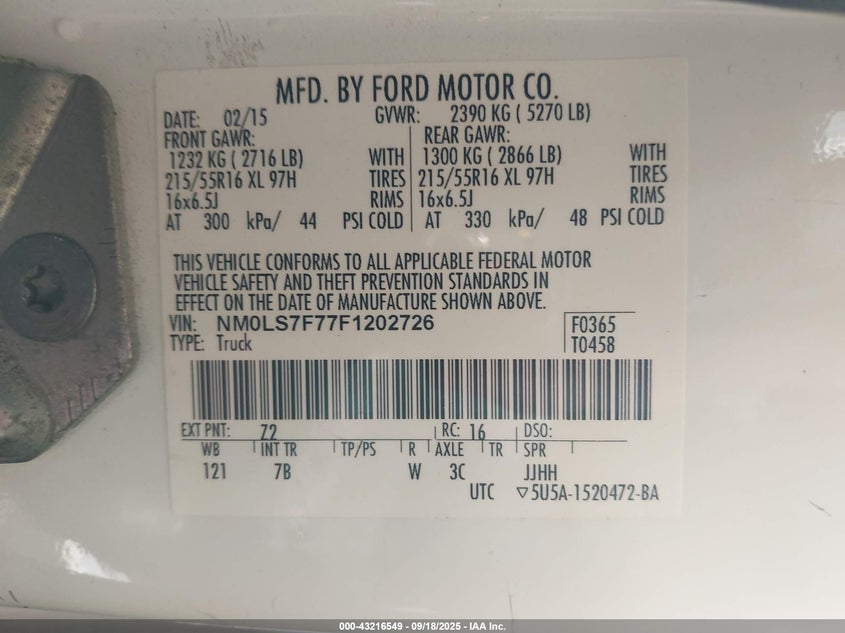 MFD. BY FORD MOTOR CO.
DATE: 02/15 GVWR: 2390 KG ( 5270 LB)
FRONT GAWR: REAR GAWR:
1232 KG ( 2716 LB) WITH 1300 KG ( 2866 LB) WITH
215/55R16 XL 97H TIRES 215/55R16 XL 97H TIRES
16x6.5J RIMS 16x6.5J RIMS
AT 300 kPa/ 44 PSI COLD AT 330 kPa/ 48 PSI COLD
THIS VEHICLE CONFORMS TO ALL APPLICABLE FEDERAL MOTOR
VEHICLE SAFETY AND THEFT PREVENTION STANDARDS IN
EFFECT ON THE DATE OF MANUFACTURE SHOWN ABOVE.
VIN: NM0LS7F77F1202726 F0365
TYPE: Truck T0458
EXT PNT: Z2 RC: 16 DSO:
WB INT TR TP/PS R AXLE TR SPR
121 7B W 3C JJHH
UTC ▽5U5A-1520472-BA
000-43216549 - 09/18/2025 - IAA Inc.